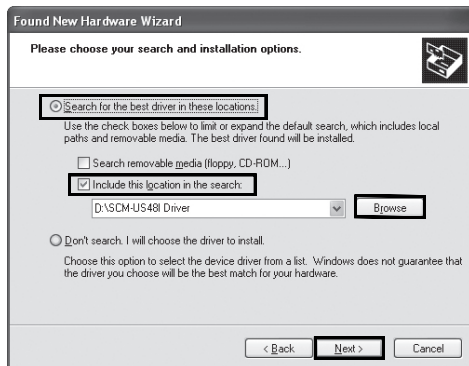 Found New Hardware Wizard
Please choose your search and installation options.
Search for the best driver in these locations.
Use the check boxes below to limit or expand the default search, which includes local
paths and removable media. The best driver found will be installed.
Search removable media (floppy, CD-ROM...)
Include this location in the search:
D:\SCM-US48I Driver
Browse
Don't search. I will choose the driver to install.
Choose this option to select the device driver from a list. Windows does not guarantee that
the driver you choose will be the best match for your hardware.
< Back
Next >
Cancel